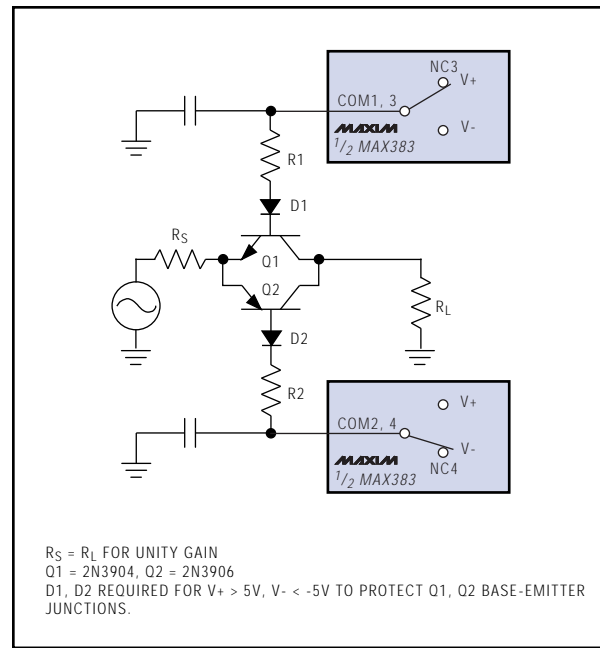 NC3
V+
COM1, 3
MAXIM
V-
1/2 MAX383
R1
D1
RS
Q1
Q2
RL
D2
R2
V+
COM2, 4
V-
MAXIM
NC4
1/2 MAX383
RS = RL FOR UNITY GAIN
Q1 = 2N3904, Q2 = 2N3906
D1, D2 REQUIRED FOR V+ > 5V, V- < -5V TO PROTECT Q1, Q2 BASE-EMITTER
JUNCTIONS.